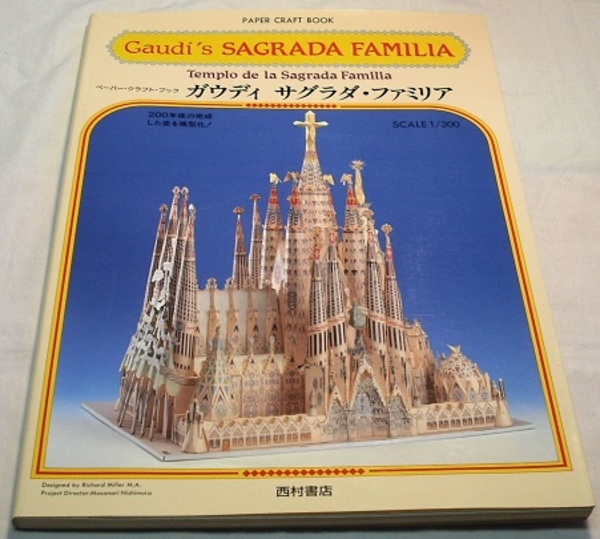 PAPER CRAFT BOOK
Gaudí's SAGRADA FAMILIA
Templo de la Sagrada Familla
ペーパー・クラフト・ブック ガウディ サグラダ・ファミリア
200年後の完成
した姿を模型化!
SCALE 1/300
Designed by Richard Miller M.A.
Project Director-Masanori Nishimura
西村書店